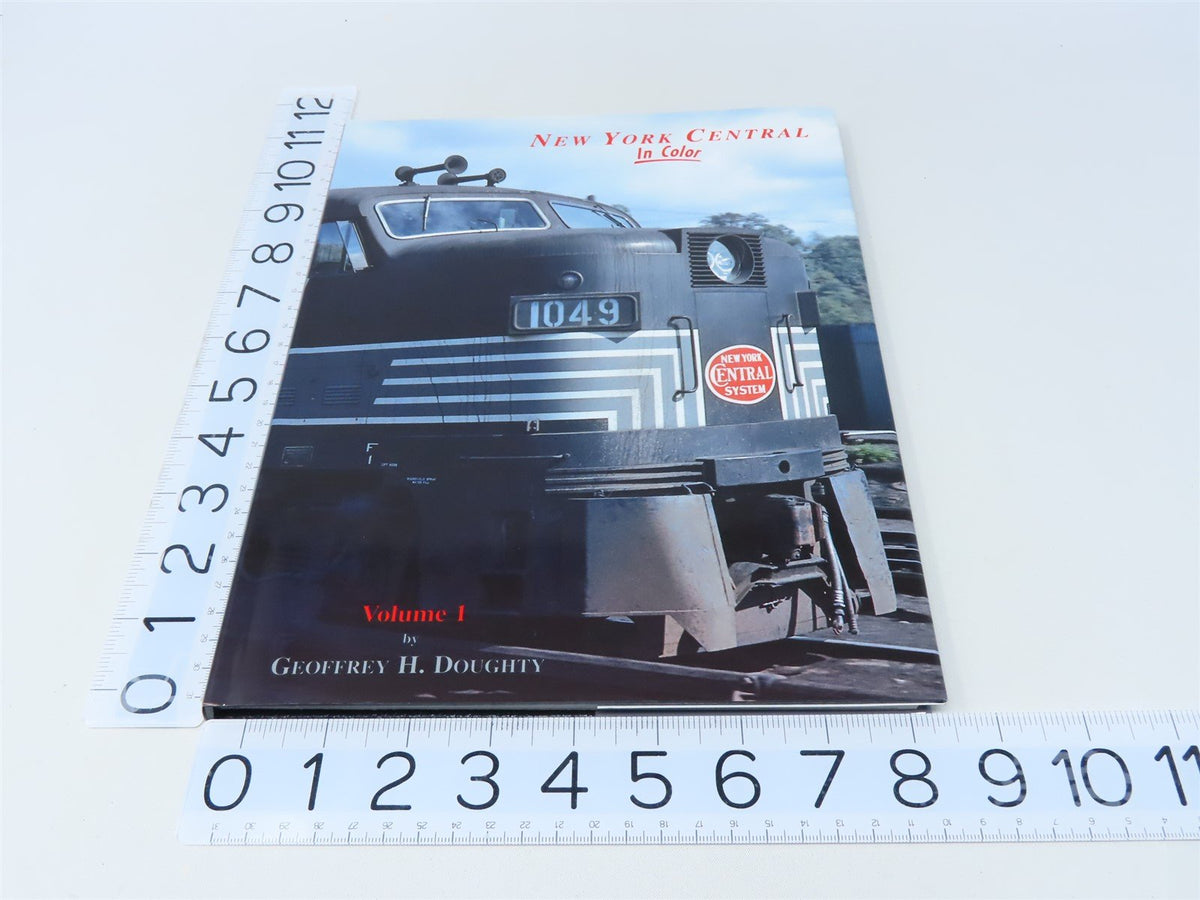 NEW YORK CENTRAL
In Color
1049
NEW YORK
CENTRAL
SYSTEM
F
1
Volume 1
by
GEOFFREY H. DOUGHTY
0 1 2 3 4 5 6 7 8 9 10 11 12
0 1 2 3 4 5 6 7 8 9 10 11